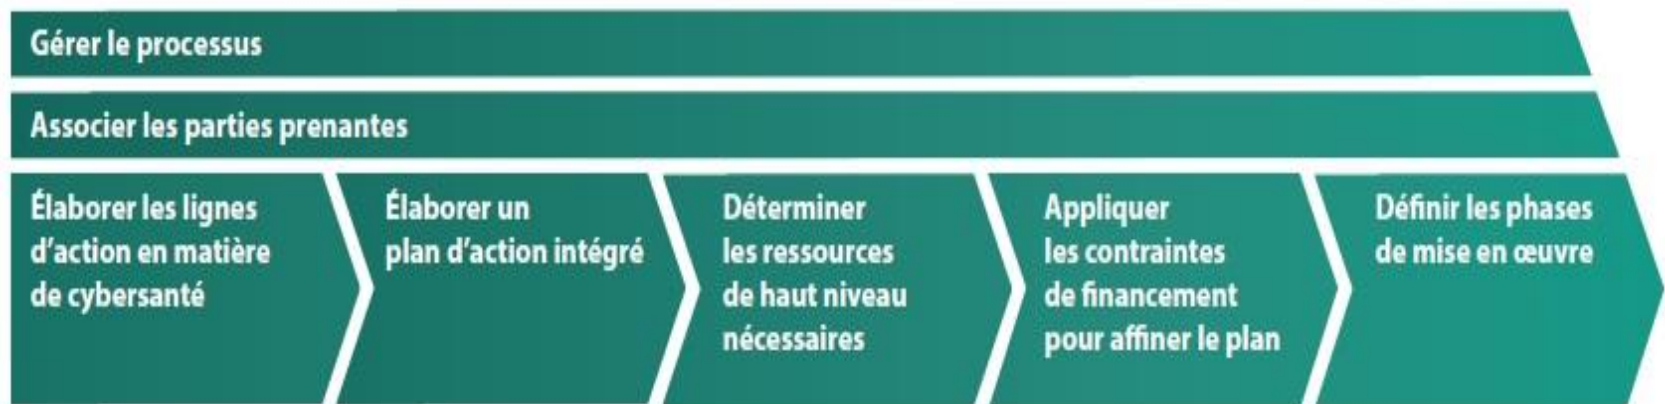 Gérer le processus
Associer les parties prenantes
Élaborer les lignes
d'action en matière
de cybersanté
Élaborer un
plan d'action intégré
Déterminer
les ressources
de haut niveau
nécessaires
Appliquer
les contraintes
de financement
pour affiner le plan
Définir les phases
de mise en œuvre